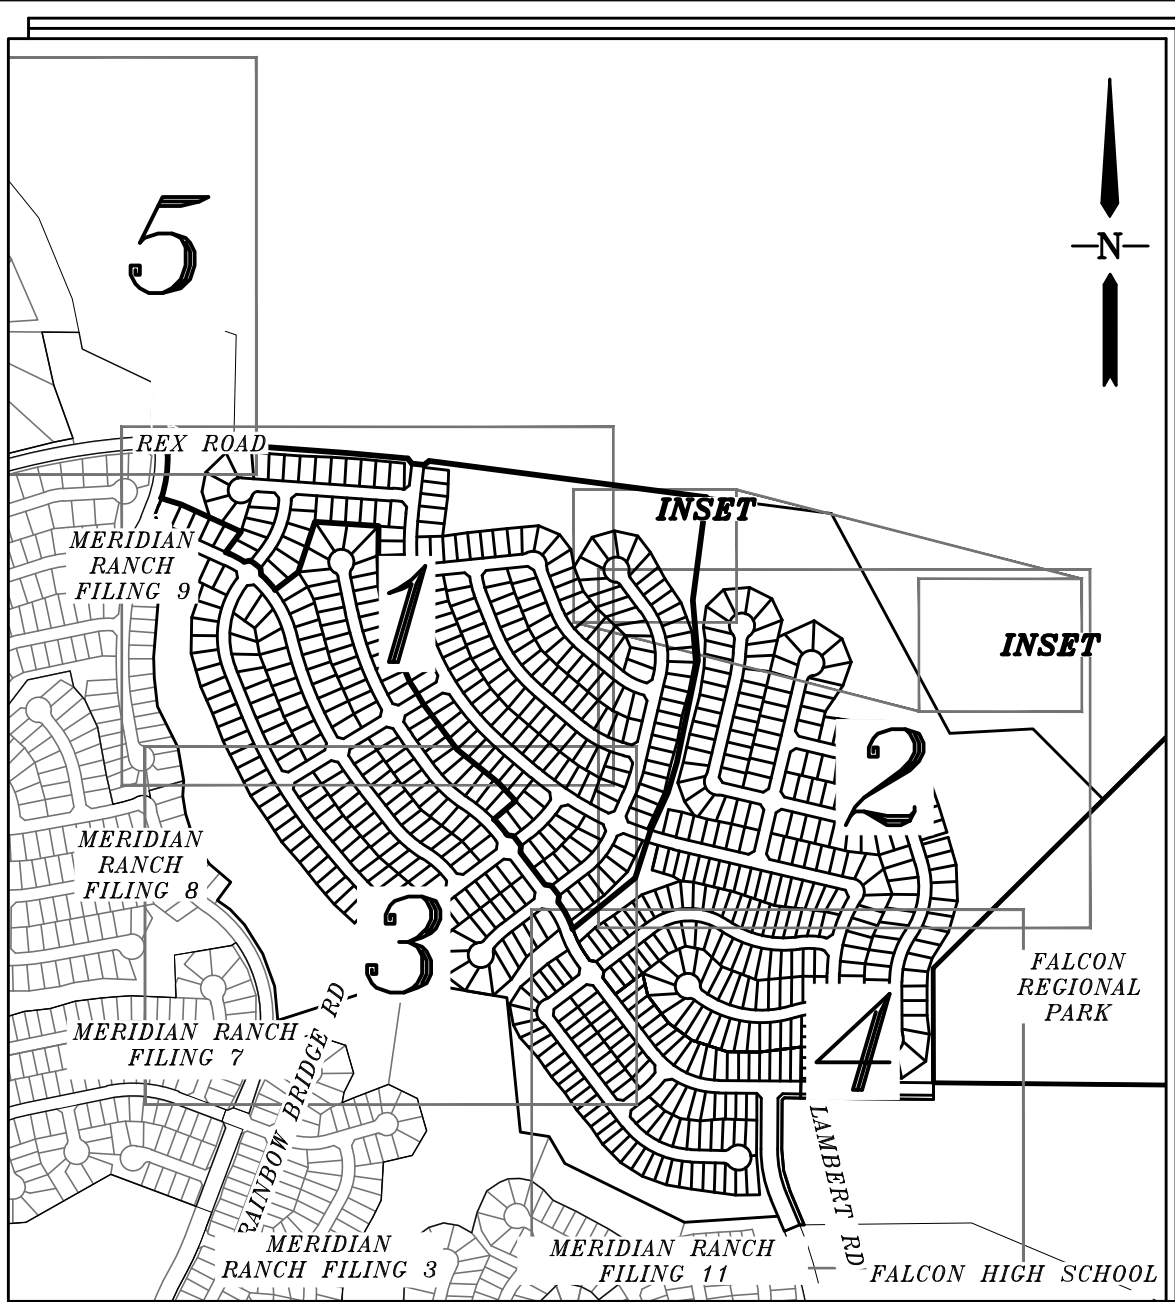 5
N
REX ROAD
INSET
MERIDIAN
RANCH
FILING 9
1
INSET
2
MERIDIAN
RANCH
FILING 8
3
FALCON
REGIONAL
PARK
4
MERIDIAN RANCH
FILING 7
RAINBOW BRIDGE RD
LAMBERT RD
MERIDIAN
RANCH FILING 3
MERIDIAN RANCH
FILING 11
FALCON HIGH SCHOOL